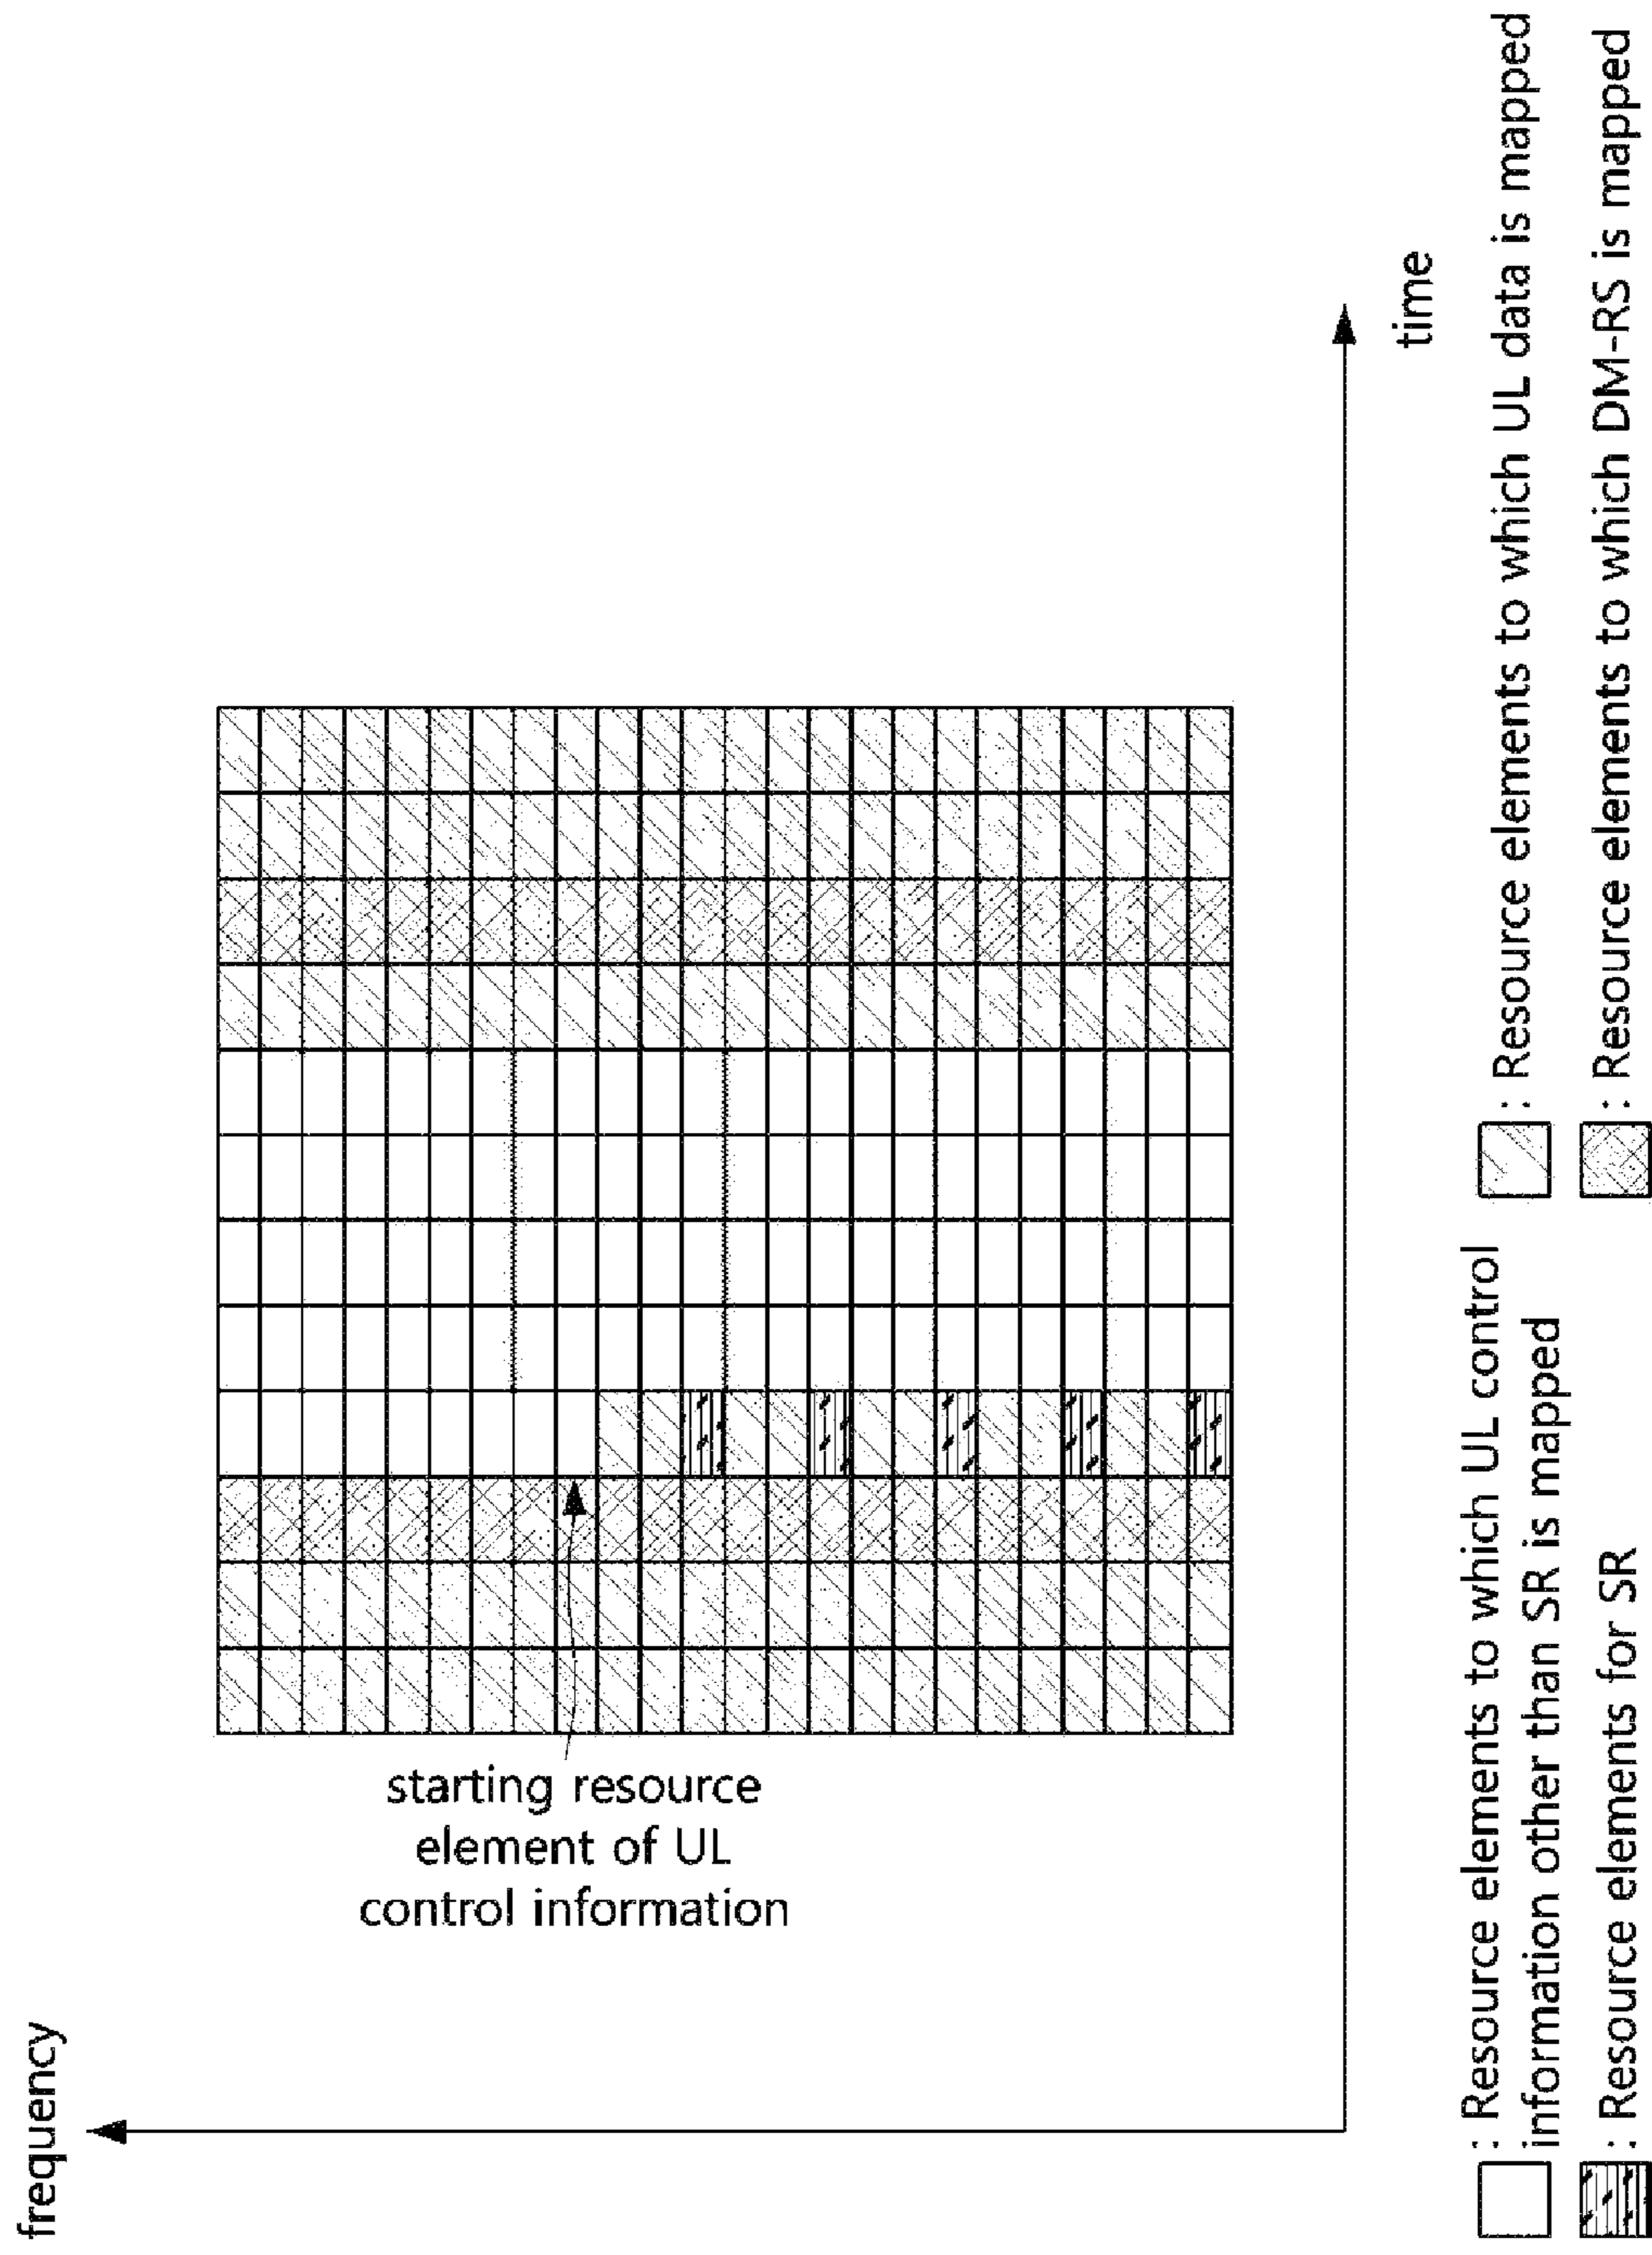 frequency
starting resource
element of UL
control information
time
: Resource elements to which UL control
information other than SR is mapped
: Resource elements to which UL data is mapped
: Resource elements for SR
: Resource elements to which DM-RS is mapped